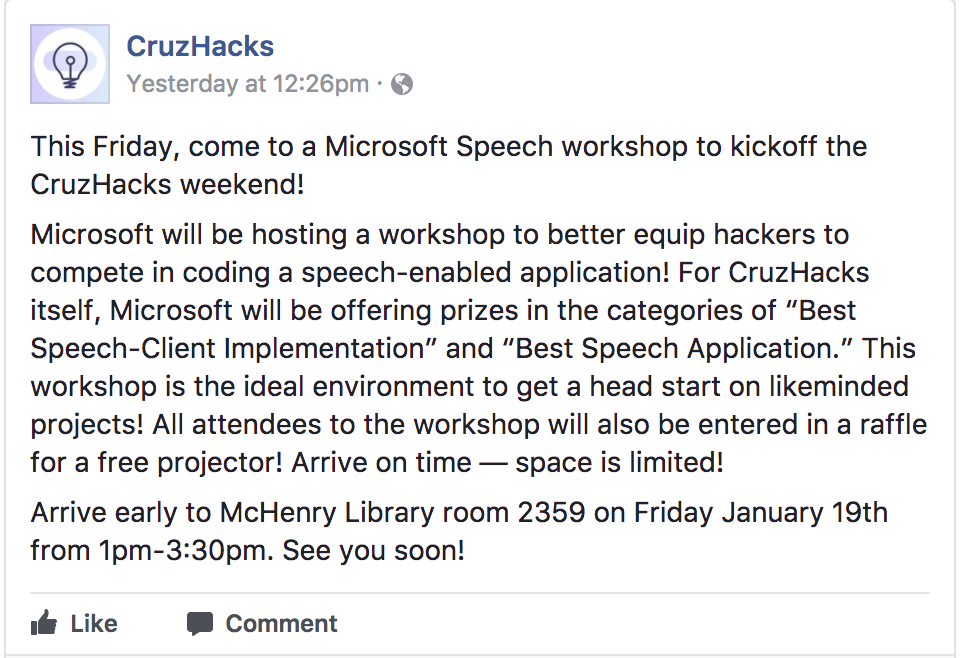 CruzHacks
Yesterday at 12:26pm ·
This Friday, come to a Microsoft Speech workshop to kickoff the
CruzHacks weekend!
Microsoft will be hosting a workshop to better equip hackers to
compete in coding a speech-enabled application! For CruzHacks
itself, Microsoft will be offering prizes in the categories of “Best
Speech-Client Implementation” and “Best Speech Application.” This
workshop is the ideal environment to get a head start on likeminded
projects! All attendees to the workshop will also be entered in a raffle
for a free projector! Arrive on time — space is limited!
Arrive early to McHenry Library room 2359 on Friday January 19th
from 1pm-3:30pm. See you soon!
Like Comment